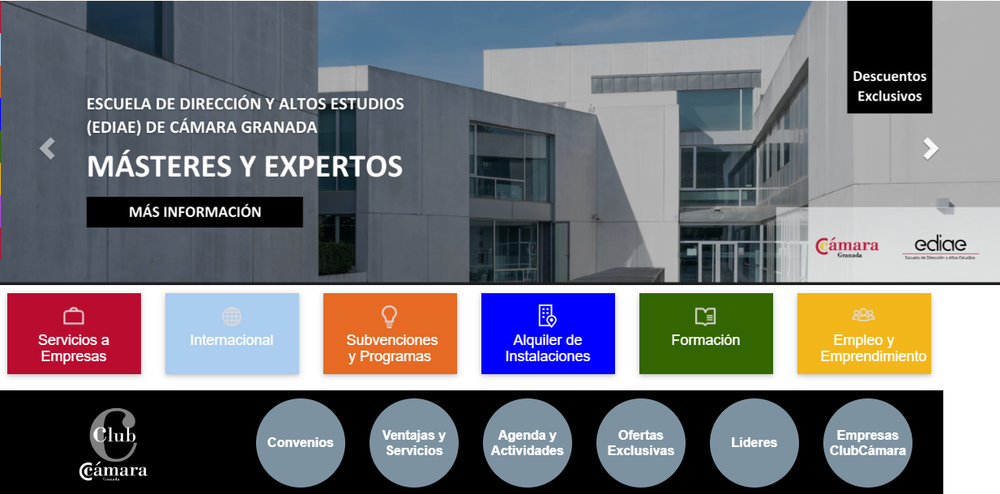 Descuentos
Exclusivos
ESCUELA DE DIRECCIÓN Y ALTOS ESTUDIOS
(EDIAE) DE CÁMARA GRANADA
MÁSTERES Y EXPERTOS
MÁS INFORMACIÓN
Cámara
Granada
ediae
Escuela de Dirección y Altos Estudios
Servicios a
Empresas
Internacional
Subvenciones
y Programas
Alquiler de
Instalaciones
Formación
Empleo y
Emprendimiento
Club
Cámara
Granada
Convenios
Ventajas y
Servicios
Agenda y
Actividades
Ofertas
Exclusivas
Líderes
Empresas
ClubCámara